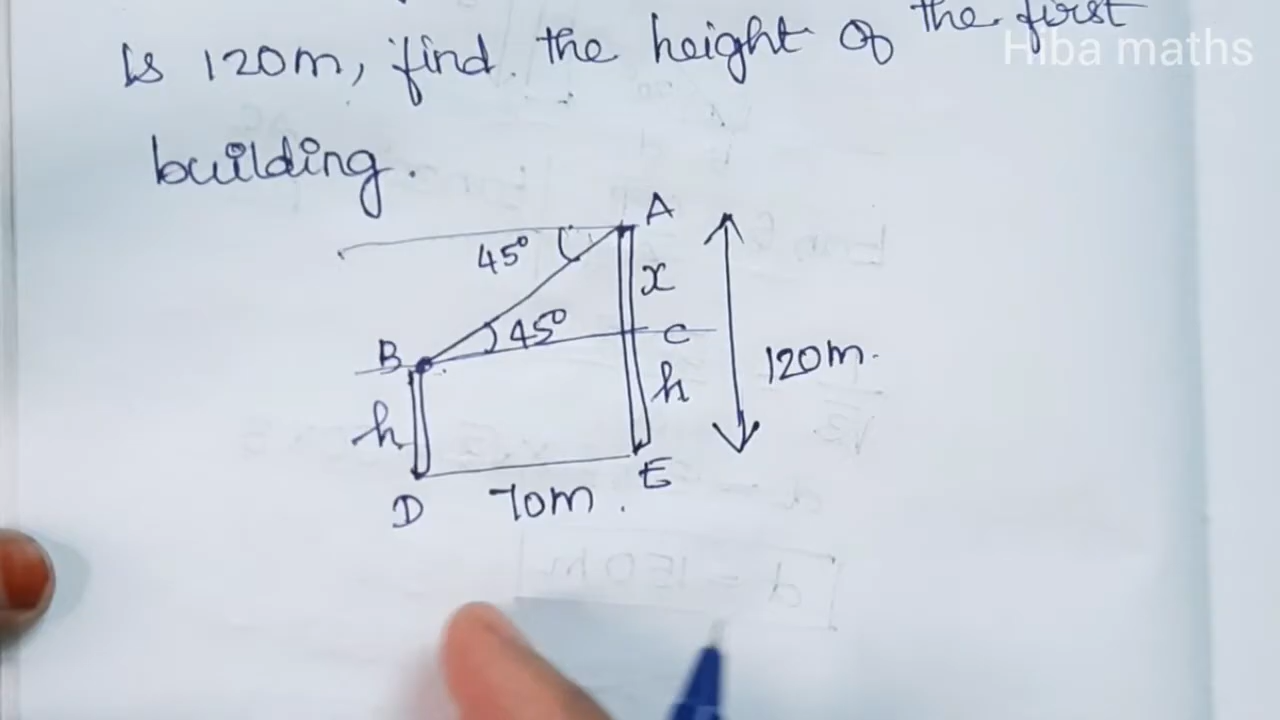 is 120m, find the height of the first
Hiba maths
building.
A
45°
x
45°
C
B
120m.
h
h
E
70m.
D